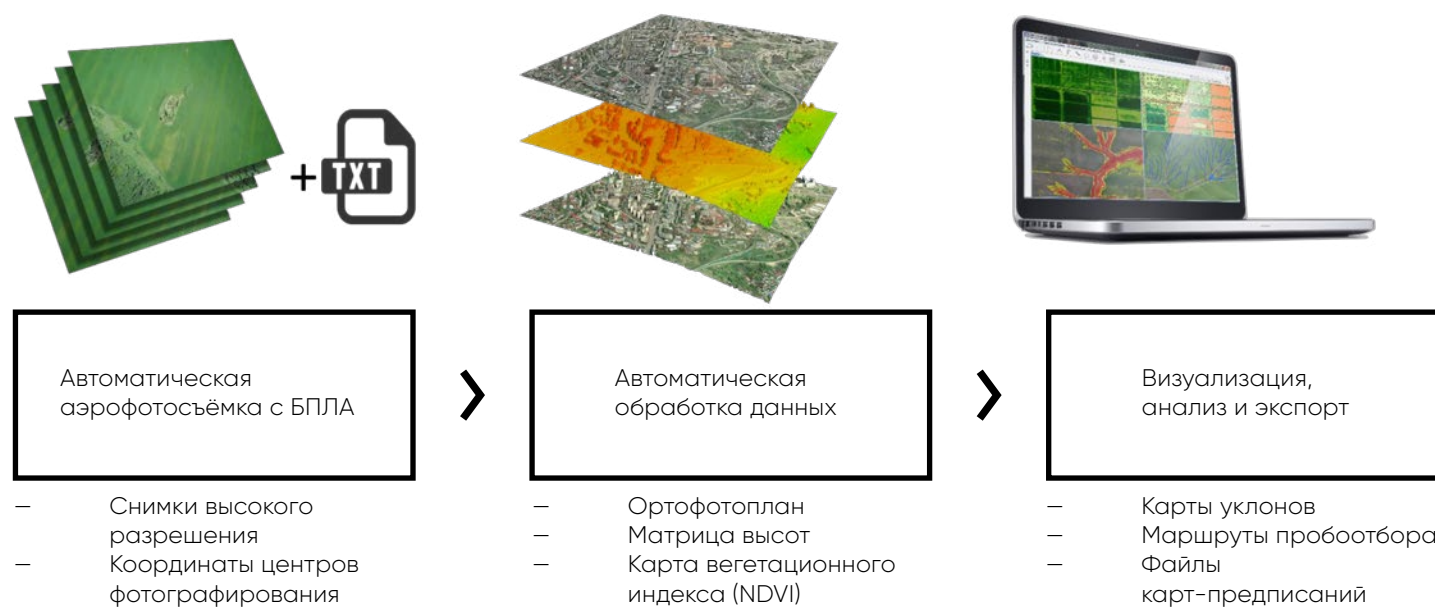 + TXT
Автоматическая
аэрофотосъёмка с БПЛА
Автоматическая
обработка данных
Визуализация,
анализ и экспорт
— Снимки высокого
разрешения
— Координаты центров
фотографирования
— Ортофотоплан
— Матрица высот
— Карта вегетационного
индекса (NDVI)
— Карты уклонов
— Маршруты пробоотбора
— Файлы
карт-предписаний